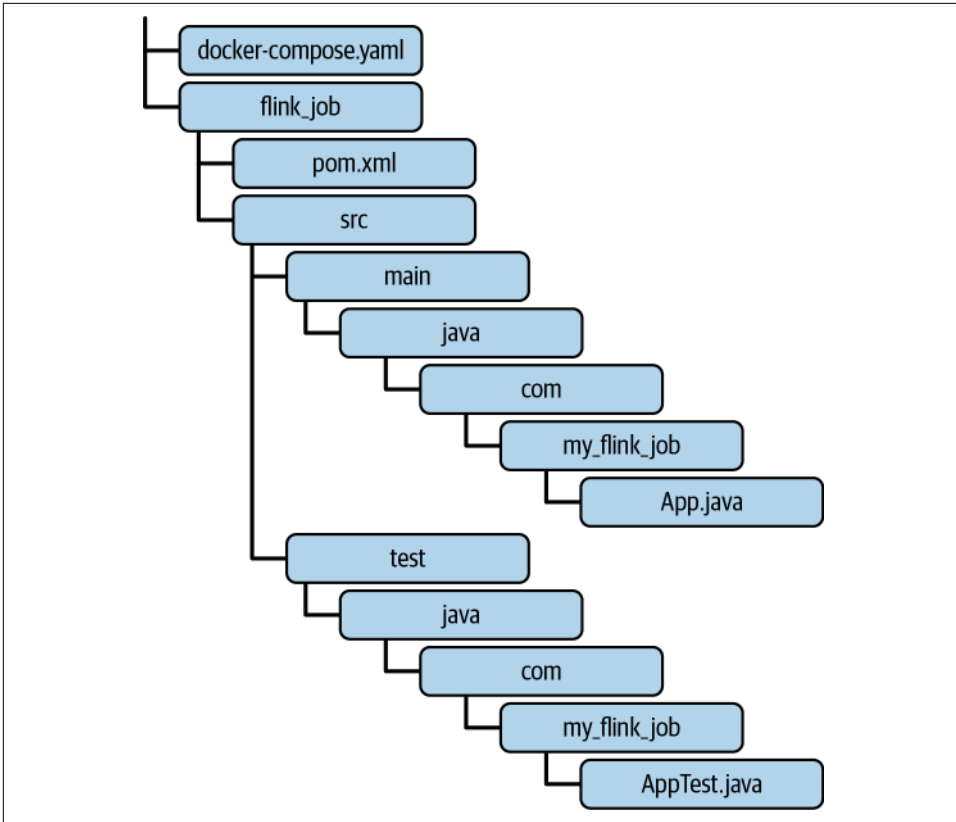 docker-compose.yaml
flink_job
pom.xml
src
main
java
com
my_flink_job
App.java
test
java
com
my_flink_job
AppTest.java